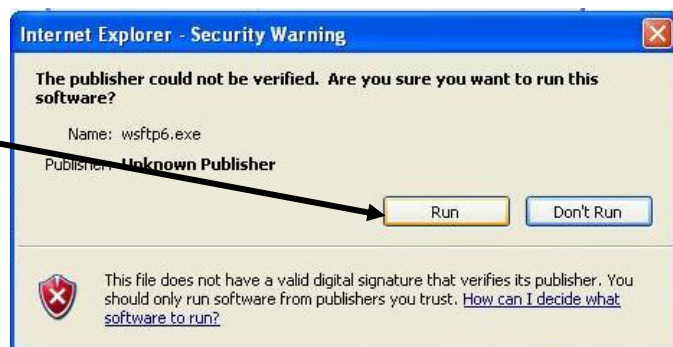 Internet Explorer - Security Warning
The publisher could not be verified.  Are you sure you want to run this
software?
Name: wsftp6.exe
Publisher: Unknown Publisher
Run Don't Run
This file does not have a valid digital signature that verifies its publisher. You
should only run software from publishers you trust. How can I decide what
software to run?